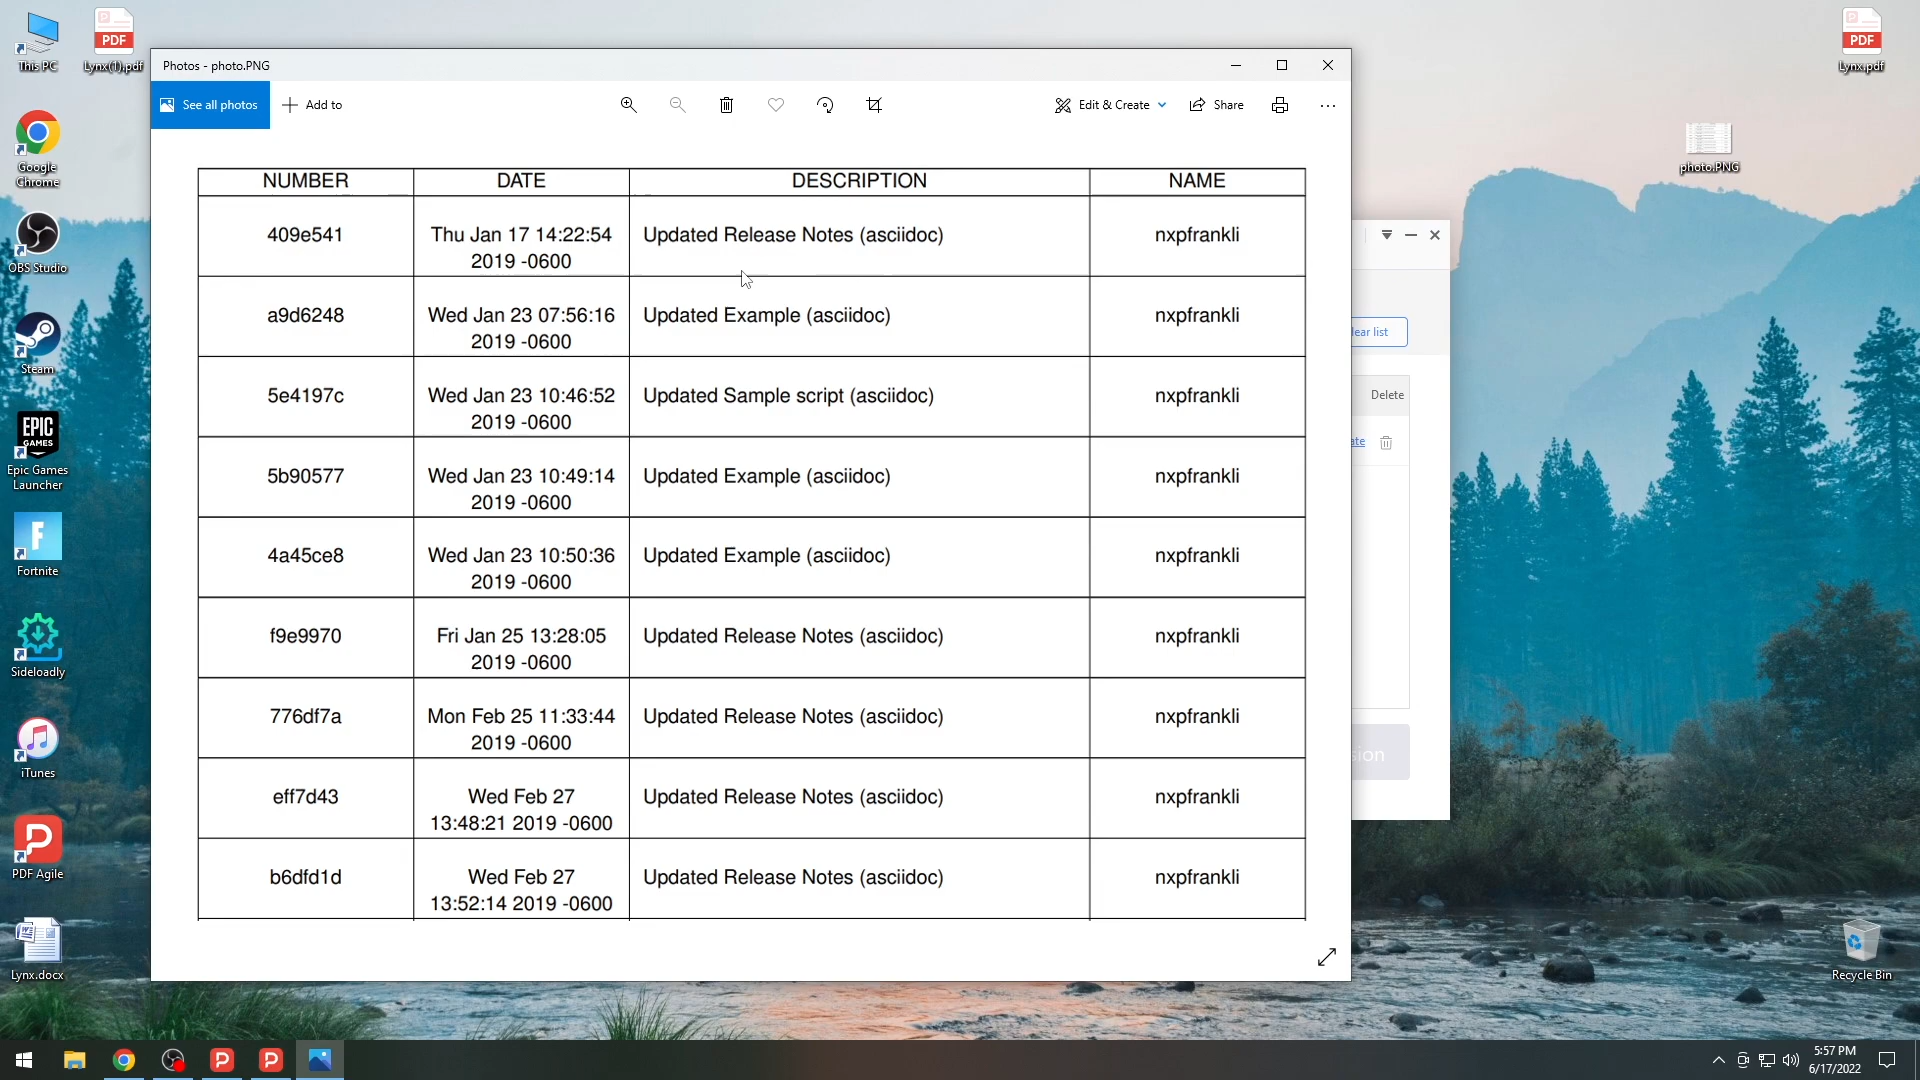 This PC
Lynx(1).pdf
Google
Chrome
OBS Studio
Steam
EPIC
GAMES
Epic Games
Launcher
Fortnite
Sideloadly
iTunes
PDF Agile
Lynx.docx
PDF
PDF
Lynx.pdf
photo.PNG
Recycle Bin
Photos - photo.PNG
See all photos
Add to
Edit & Create
Share
NUMBER DATE DESCRIPTION NAME
409e541 Thu Jan 17 14:22:54 Updated Release Notes (asciidoc) nxpfrankli
2019 -0600
a9d6248 Wed Jan 23 07:56:16 Updated Example (asciidoc) nxpfrankli
2019 -0600
5e4197c Wed Jan 23 10:46:52 Updated Sample script (asciidoc) nxpfrankli
2019 -0600
5b90577 Wed Jan 23 10:49:14 Updated Example (asciidoc) nxpfrankli
2019 -0600
4a45ce8 Wed Jan 23 10:50:36 Updated Example (asciidoc) nxpfrankli
2019 -0600
f9e9970 Fri Jan 25 13:28:05 Updated Release Notes (asciidoc) nxpfrankli
2019 -0600
776df7a Mon Feb 25 11:33:44 Updated Release Notes (asciidoc) nxpfrankli
2019 -0600
eff7d43 Wed Feb 27 Updated Release Notes (asciidoc) nxpfrankli
13:48:21 2019 -0600
b6dfd1d Wed Feb 27 Updated Release Notes (asciidoc) nxpfrankli
13:52:14 2019 -0600
lear list
Delete
ate
sion
5:57 PM
6/17/2022